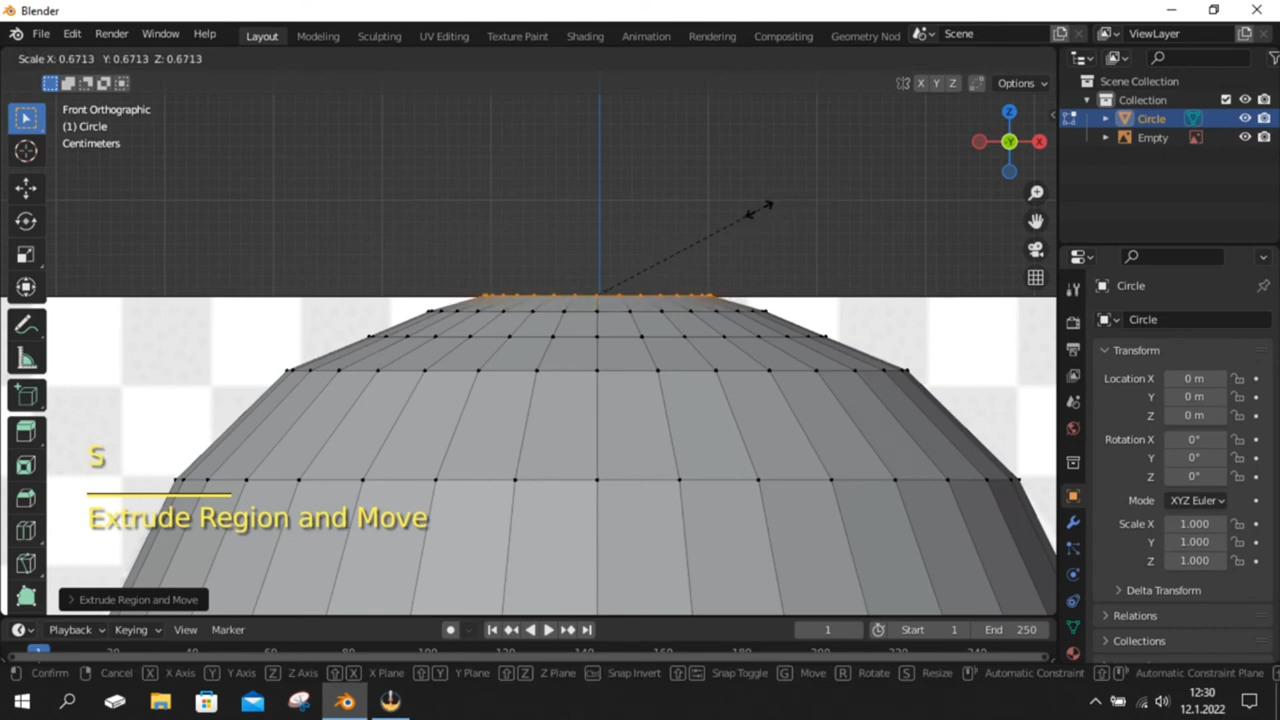 Blender
File Edit Render Window Help Layout Modeling Sculpting UV Editing Texture Paint Shading Animation Rendering Compositing Geometry Nod Scene ViewLayer
Scale X: 0.6713 Y: 0.6713 Z: 0.6713
X Y Z Options
Front Orthographic
(1) Circle
Centimeters
Z
Y
X
Scene Collection
Collection
Circle
Empty
Circle
Circle
Transform
Location X 0 m
Y 0 m
Z 0 m
Rotation X 0°
Y 0°
Z 0°
Mode XYZ Euler
Scale X 1.000
Y 1.000
Z 1.000
Delta Transform
Relations
Collections
S
Extrude Region and Move
Extrude Region and Move
Playback Keying View Marker 1 Start 1 End 250
1
Confirm Cancel X X Axis Y Y Axis Z Z Axis X X Plane Y Y Plane Z Z Plane Ctrl Snap Invert Snap Toggle G Move R Rotate S Resize Automatic Constraint Automatic Constraint Plane
12:30
12.1.2022